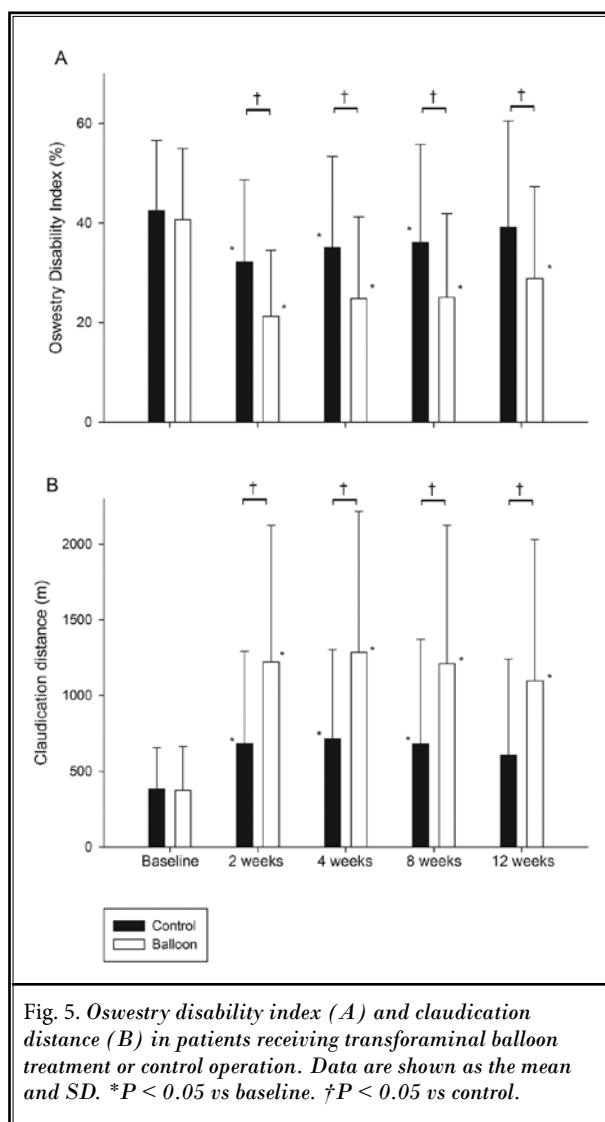 A
† † † †
60
40
20
0
Oswestry Disability Index (%)
* * * * * * *
B
† † † †
2000
1500
1000
500
0
Claudication distance (m)
* * * * * * *
Baseline 2 weeks 4 weeks 8 weeks 12 weeks
Control
Balloon
Fig. 5. Oswestry disability index (A) and claudication
distance (B) in patients receiving transforaminal balloon
treatment or control operation. Data are shown as the mean
and SD. *P < 0.05 vs baseline. †P < 0.05 vs control.